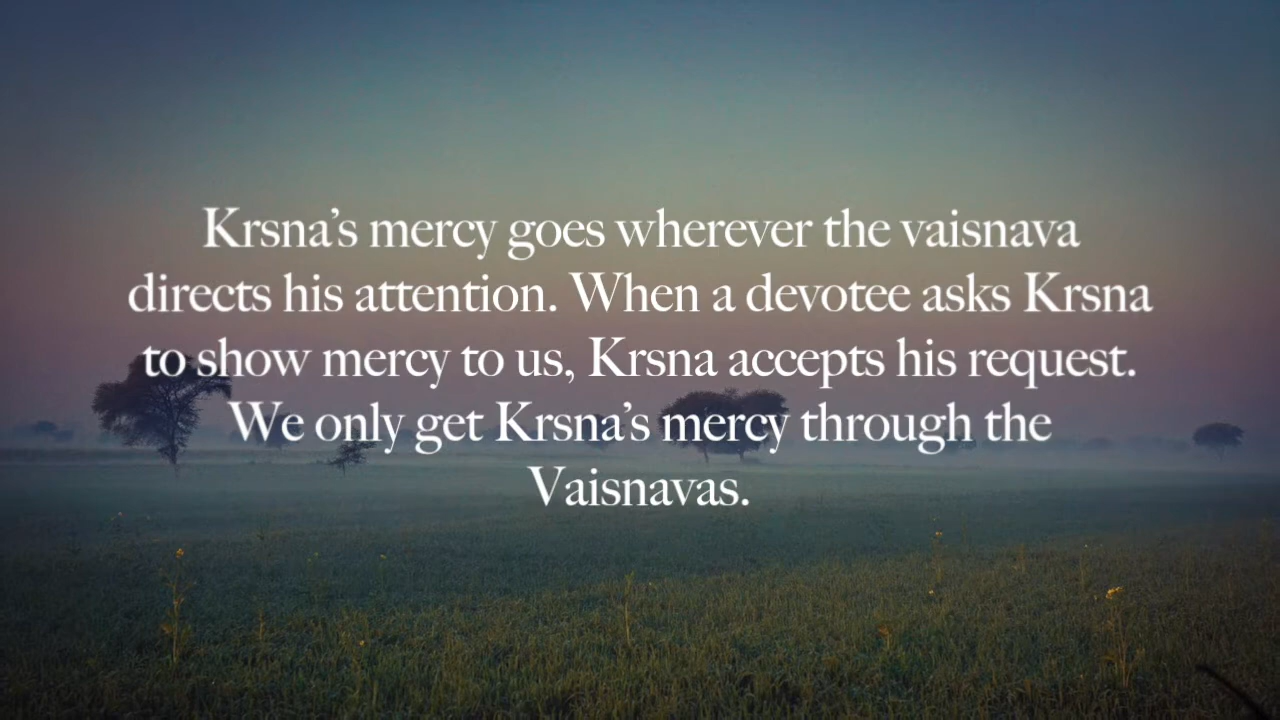 Krsna’s mercy goes wherever the vaisnava
directs his attention. When a devotee asks Krsna
to show mercy to us, Krsna accepts his request.
We only get Krsna’s mercy through the
Vaisnavas.